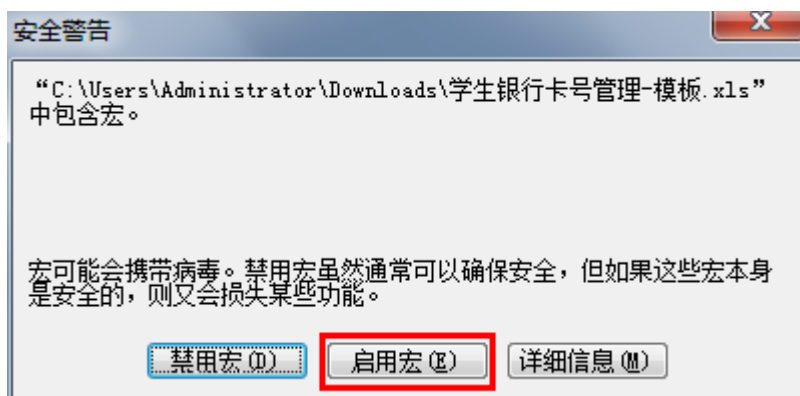 安全警告
“C:\Users\Administrator\Downloads\学生银行卡号管理-模板.xls”
中包含宏。
宏可能会携带病毒。禁用宏虽然通常可以确保安全，但如果这些宏本身
是安全的，则又会损失某些功能。
禁用宏(D) 启用宏(E) 详细信息(M)